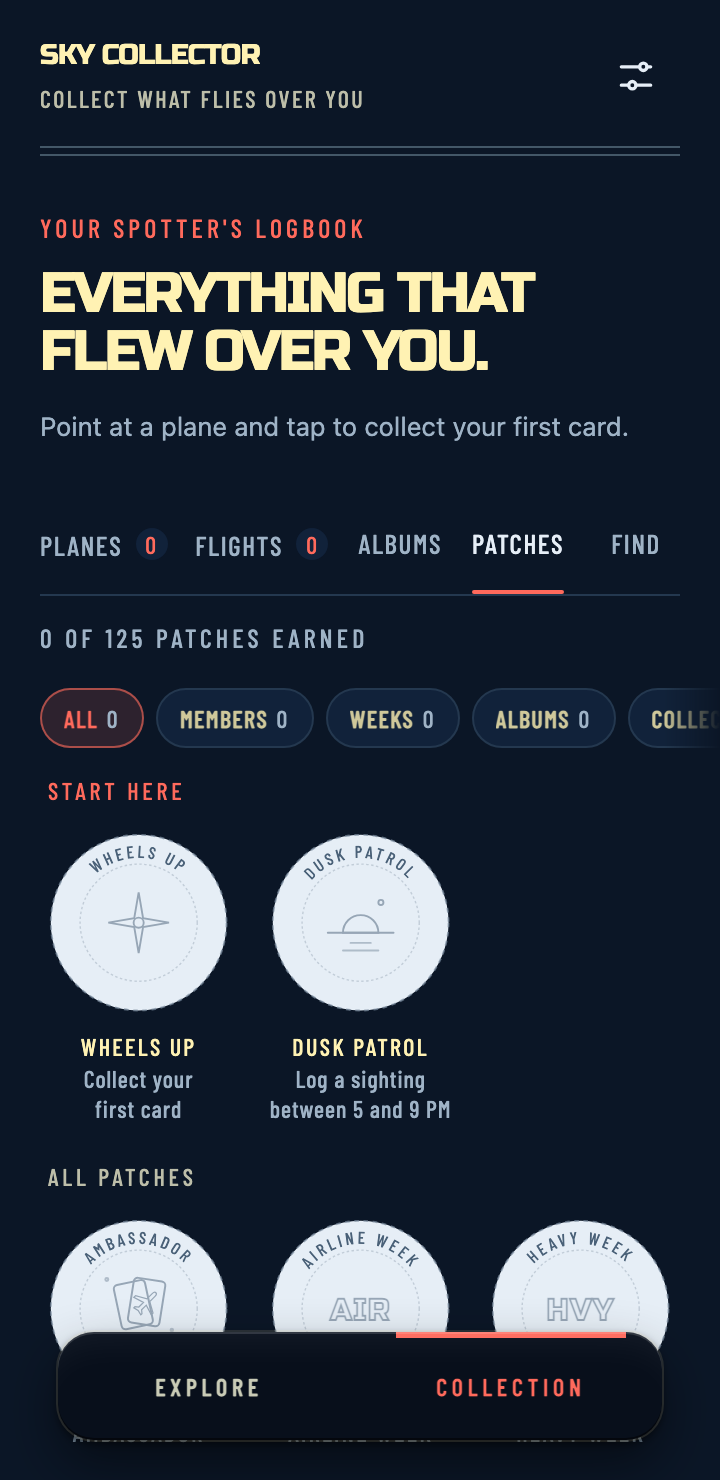 SKY COLLECTOR
COLLECT WHAT FLIES OVER YOU
YOUR SPOTTER'S LOGBOOK
EVERYTHING THAT
FLEW OVER YOU.
Point at a plane and tap to collect your first card.
PLANES 0 FLIGHTS 0 ALBUMS PATCHES FIND
0 OF 125 PATCHES EARNED
ALL 0 MEMBERS 0 WEEKS 0 ALBUMS 0
START HERE
WHEELS UP DUSK PATROL
WHEELS UP DUSK PATROL
Collect your Log a sighting
first card between 5 and 9 PM
ALL PATCHES
AMBASSADOR AIRLINE WEEK HEAVY WEEK
AIR HVY
EXPLORE COLLECTION